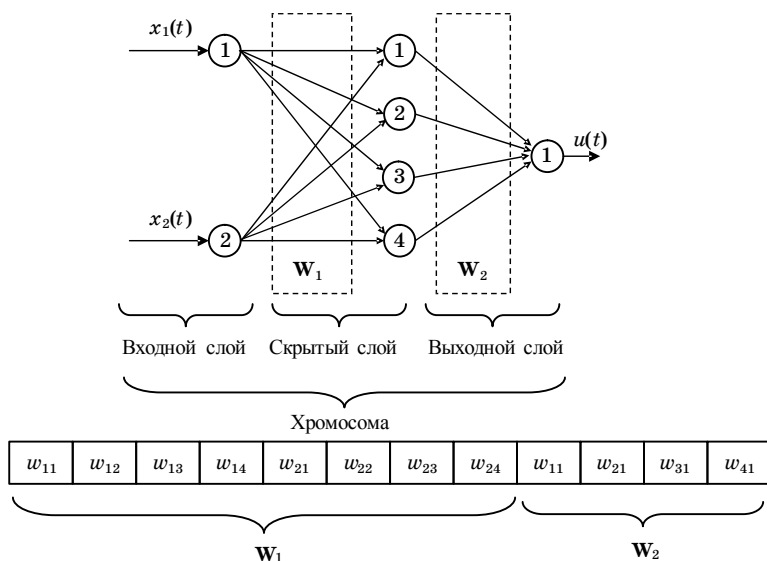 x₁(t) 1 1
2 u(t)
1
3
x₂(t) 2 4
W₁ W₂
Входной слой Скрытый слой Выходной слой
Хромосома
w₁₁ w₁₂ w₁₃ w₁₄ w₂₁ w₂₂ w₂₃ w₂₄ w₁₁ w₂₁ w₃₁ w₄₁
W₁ W₂